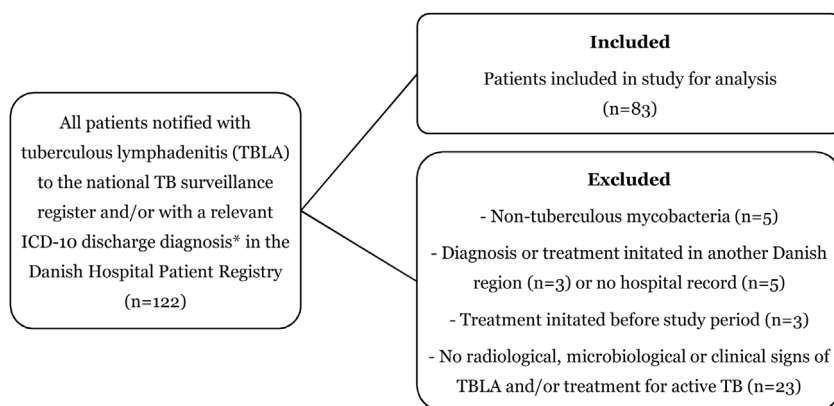 All patients notified with
tuberculous lymphadenitis (TBLA)
to the national TB surveillance
register and/or with a relevant
ICD-10 discharge diagnosis* in the
Danish Hospital Patient Registry
(n=122)
Included
Patients included in study for analysis
(n=83)
Excluded
- Non-tuberculous mycobacteria (n=5)
- Diagnosis or treatment initated in another Danish
region (n=3) or no hospital record (n=5)
- Treatment initated before study period (n=3)
- No radiological, microbiological or clinical signs of
TBLA and/or treatment for active TB (n=23)